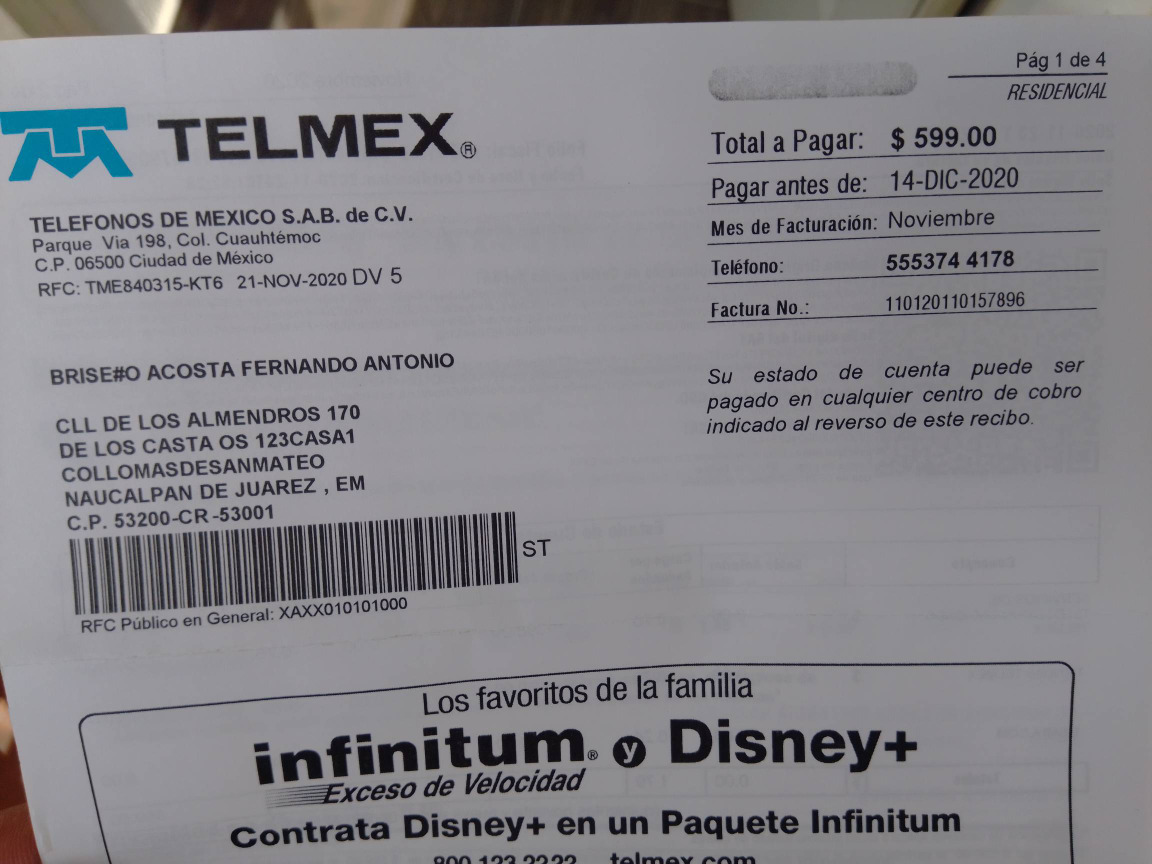 Pág 1 de 4
RESIDENCIAL
TELMEX®
Total a Pagar: $ 599.00
Pagar antes de: 14-DIC-2020
Mes de Facturación: Noviembre
Teléfono: 555374 4178
Factura No.: 110120110157896
TELEFONOS DE MEXICO S.A.B. de C.V.
Parque Via 198, Col. Cuauhtémoc
C.P. 06500 Ciudad de México
RFC: TME840315-KT6 21-NOV-2020 DV 5
BRISE#O ACOSTA FERNANDO ANTONIO
CLL DE LOS ALMENDROS 170
DE LOS CASTA OS 123CASA1
COLLOMASDESANMATEO
NAUCALPAN DE JUAREZ , EM
C.P. 53200-CR -53001
ST
RFC Público en General: XAXX010101000
Su estado de cuenta puede ser
pagado en cualquier centro de cobro
indicado al reverso de este recibo.
Los favoritos de la familia
infinitum® y Disney+
Exceso de Velocidad
Contrata Disney+ en un Paquete Infinitum
800 123 2222 telmex.com